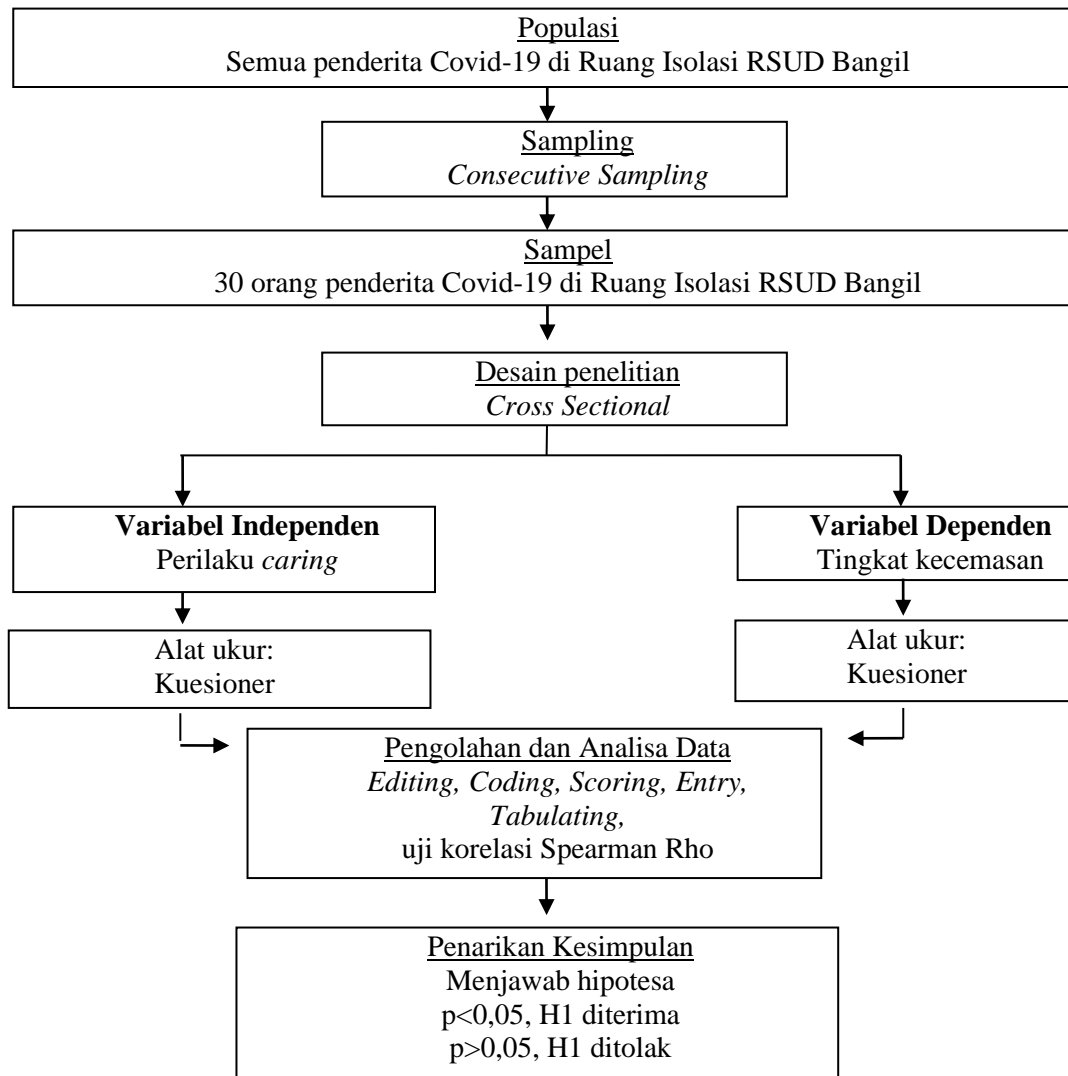 Populasi
Semua penderita Covid-19 di Ruang Isolasi RSUD Bangil
Sampling
Consecutive Sampling
Sampel
30 orang penderita Covid-19 di Ruang Isolasi RSUD Bangil
Desain penelitian
Cross Sectional
Variabel Independen
Perilaku caring
Variabel Dependen
Tingkat kecemasan
Alat ukur:
Kuesioner
Alat ukur:
Kuesioner
Pengolahan dan Analisa Data
Editing, Coding, Scoring, Entry,
Tabulating,
uji korelasi Spearman Rho
Penarikan Kesimpulan
Menjawab hipotesa
p<0,05, H1 diterima
p>0,05, H1 ditolak